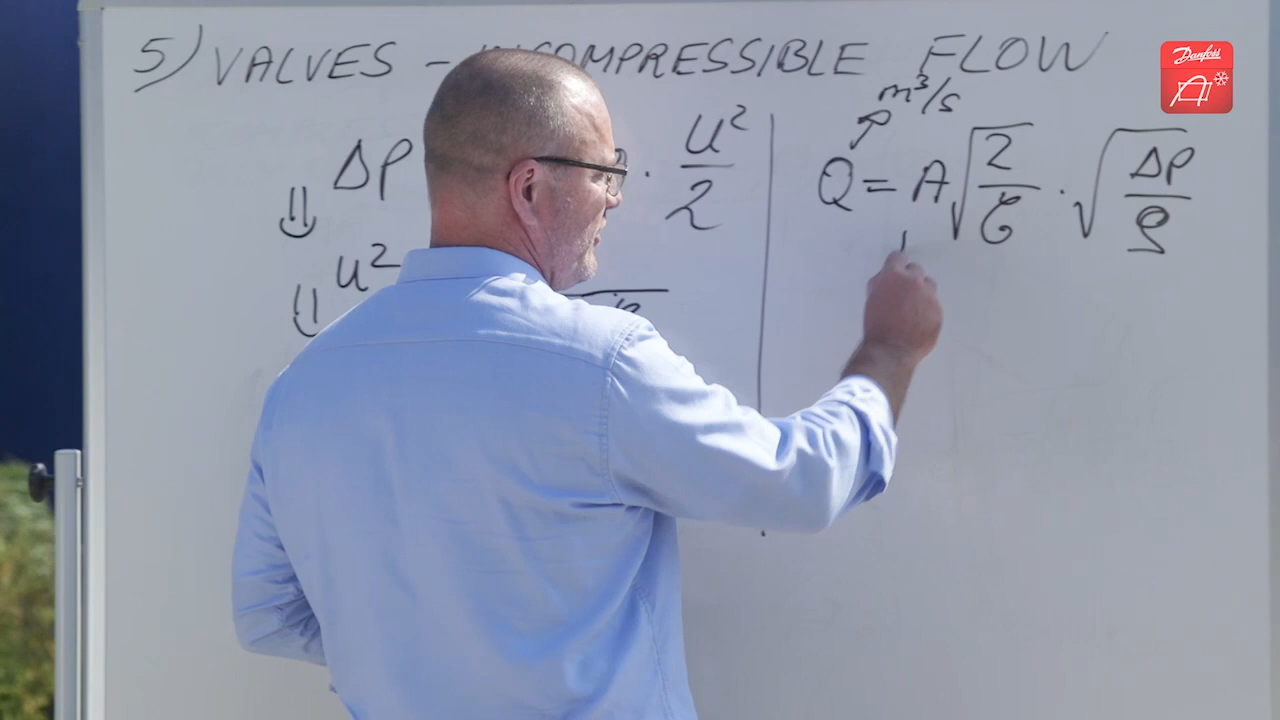 5) VALVES - INCOMPRESSIBLE FLOW
Danfoss
m³/s
ΔP · u²/2
Q = A √(2/ζ) · √(ΔP/ρ)
⇓
u²
⇓